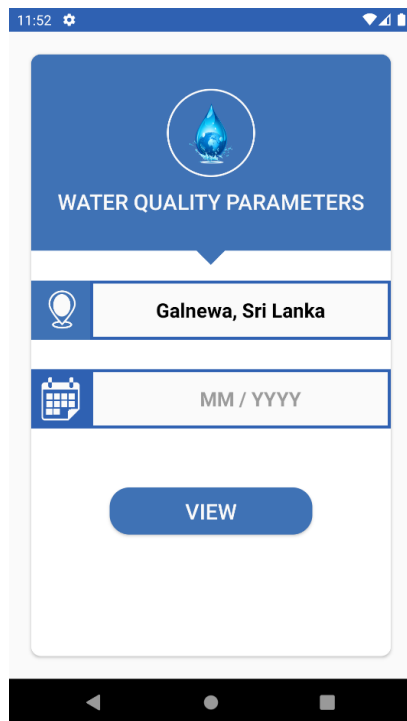 11:52
WATER QUALITY PARAMETERS
Galnewa, Sri Lanka
MM / YYYY
VIEW